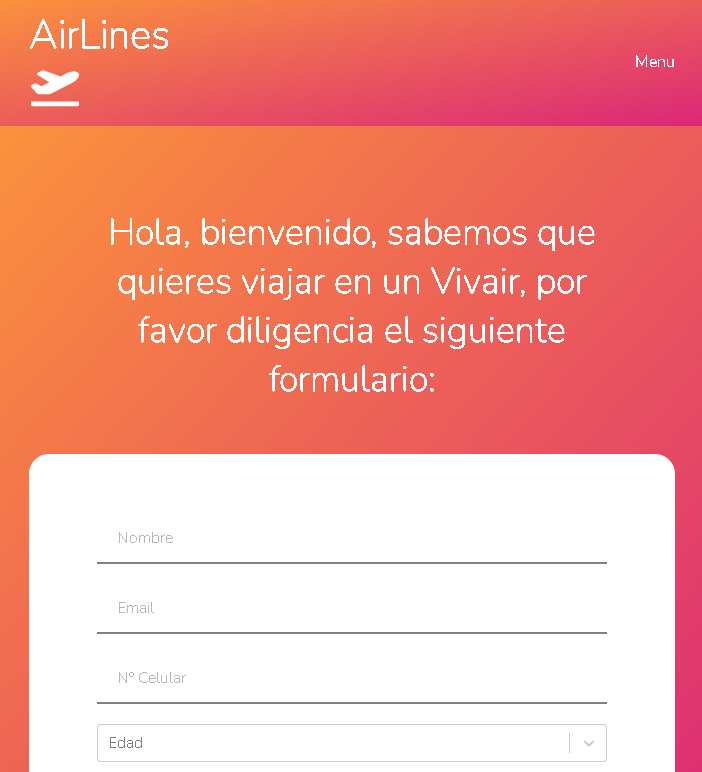 AirLines
Menu
Hola, bienvenido, sabemos que
quieres viajar en un Vivair, por
favor diligencia el siguiente
formulario:
Nombre
Email
N° Celular
Edad